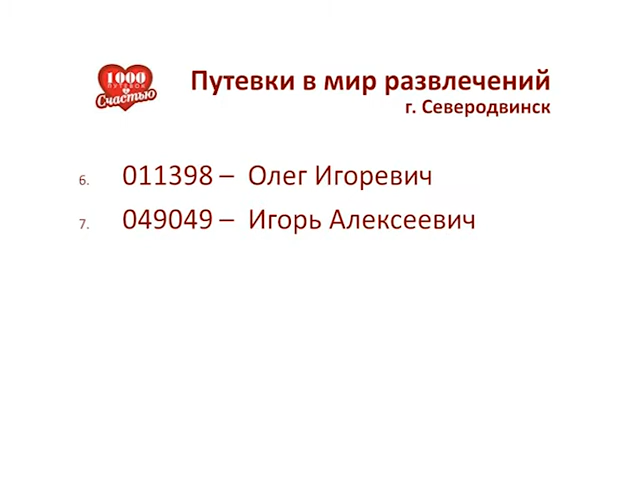 1000
ПУТЕВОК
к
Счастью
Путевки в мир развлечений
г. Северодвинск
6. 011398 – Олег Игоревич
7. 049049 – Игорь Алексеевич